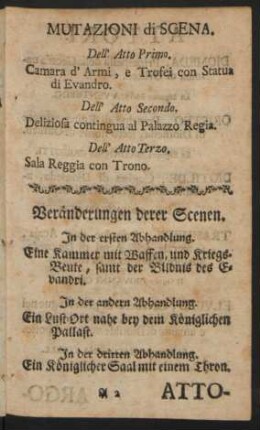 MUTAZIONI di SCENA.
Dell' Atto Primo.
Camara d' Armi, e Trofei con Statua
di Evandro.
Dell' Atto Secondo.
Deliziosa contingua al Palazzo Regia.
Dell' Atto Terzo.
Sala Reggia con Trono.
Veränderungen derer Scenen.
In der ersten Abhandlung.
Eine Kammer mit Waffen, und Kriegs-
Beute, samt der Bildnis des E-
vandri.
In der andern Abhandlung.
Ein Lust-Ort nahe bey dem Königlichen
Pallast.
In der dritten Abhandlung.
Ein Königlicher Saal mit einem Thron.
A 2 ATTO-